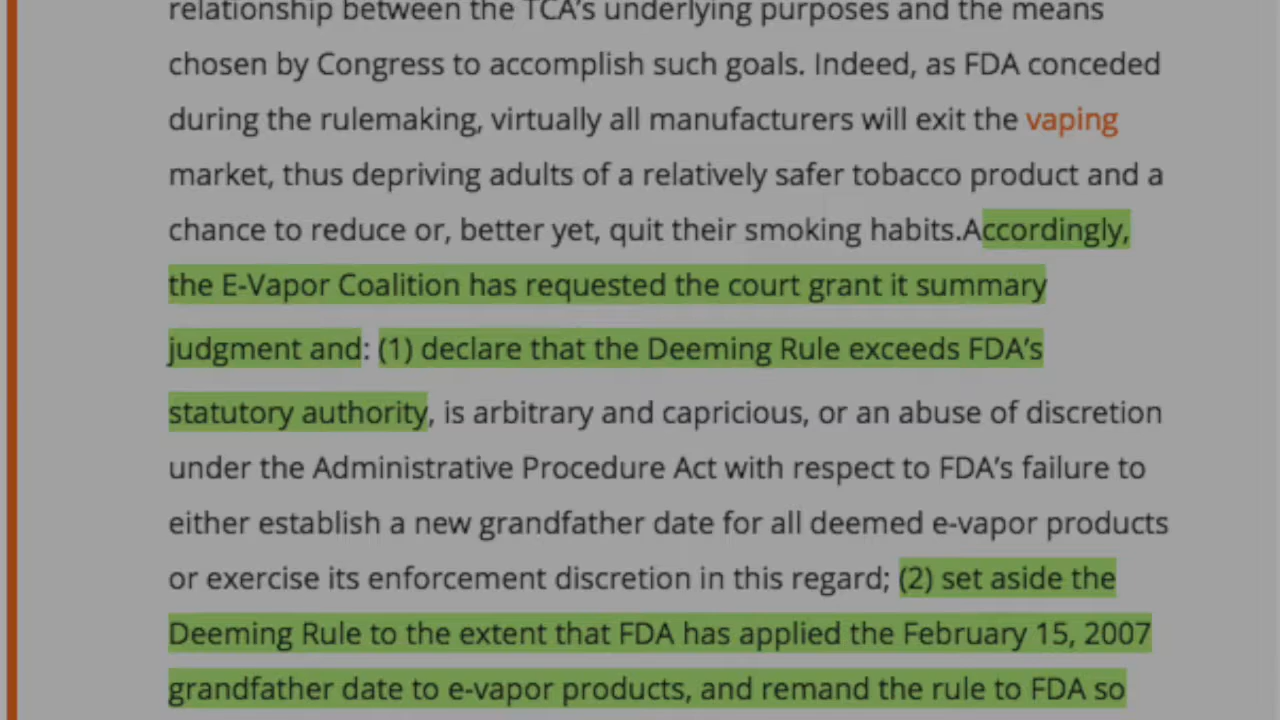 relationship between the TCA's underlying purposes and the means
chosen by Congress to accomplish such goals. Indeed, as FDA conceded
during the rulemaking, virtually all manufacturers will exit the vaping
market, thus depriving adults of a relatively safer tobacco product and a
chance to reduce or, better yet, quit their smoking habits.Accordingly,
the E-Vapor Coalition has requested the court grant it summary
judgment and: (1) declare that the Deeming Rule exceeds FDA's
statutory authority, is arbitrary and capricious, or an abuse of discretion
under the Administrative Procedure Act with respect to FDA's failure to
either establish a new grandfather date for all deemed e-vapor products
or exercise its enforcement discretion in this regard; (2) set aside the
Deeming Rule to the extent that FDA has applied the February 15, 2007
grandfather date to e-vapor products, and remand the rule to FDA so